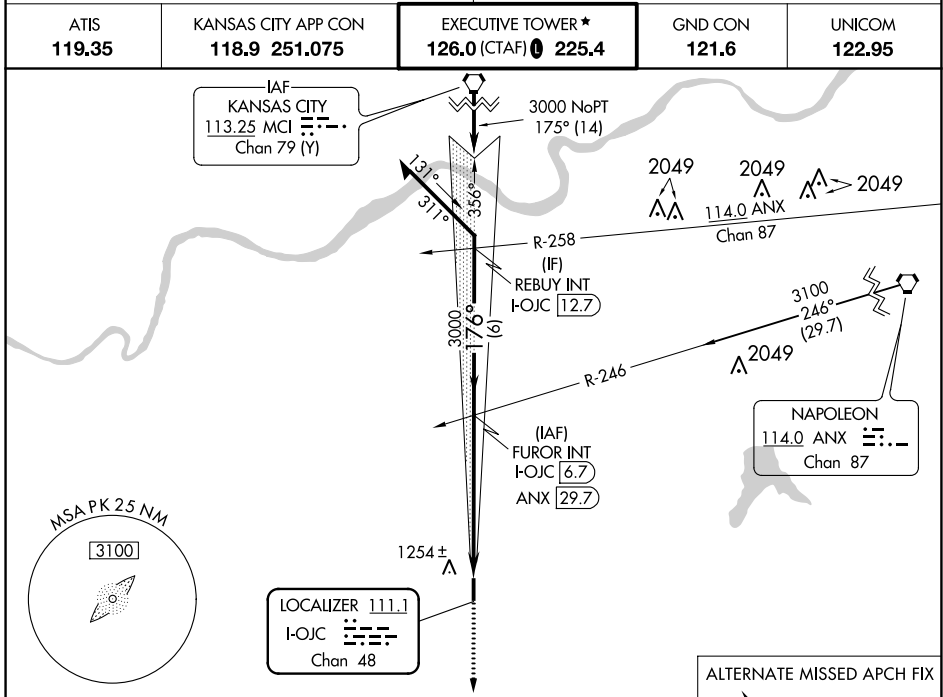 ATIS
119.35
KANSAS CITY APP CON
118.9 251.075
EXECUTIVE TOWER★
126.0 (CTAF) L 225.4
GND CON
121.6
UNICOM
122.95
IAF
KANSAS CITY
113.25 MCI
Chan 79 (Y)
3000 NoPT
175° (14)
131°
311°
356°
2049
2049
2049
114.0 ANX
Chan 87
R-258
(IF)
REBUY INT
I-OJC 12.7
3000
176°
(6)
3100
246°
(29.7)
2049
R-246
(IAF)
FUROR INT
I-OJC 6.7
ANX 29.7
NAPOLEON
114.0 ANX
Chan 87
MSA PK 25 NM
3100
1254±
LOCALIZER 111.1
I-OJC
Chan 48
ALTERNATE MISSED APCH FIX